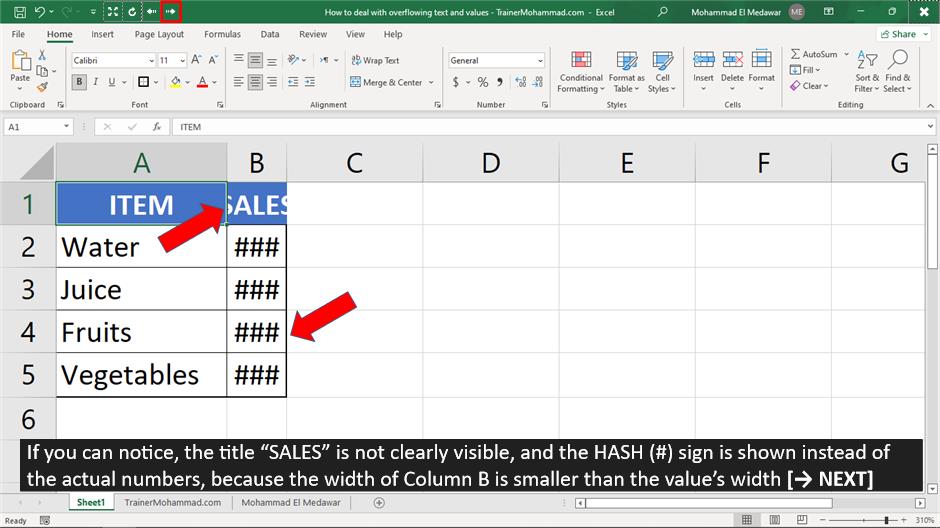 How to deal with overflowing text and values - TrainerMohammad.com - Excel
Mohammad El Medawar ME
File Home Insert Page Layout Formulas Data Review View Help Share
Calibri 11 A A Wrap Text General AutoSum
Paste B I U A Merge & Center $ % , Conditional Formatting Format as Table Cell Styles Insert Delete Format Fill Clear Sort & Filter Find & Select
Clipboard Font Alignment Number Styles Cells Editing
A1 fx ITEM
A B C D E F G
1 ITEM SALES
2 Water ###
3 Juice ###
4 Fruits ###
5 Vegetables ###
6
If you can notice, the title “SALES” is not clearly visible, and the HASH (#) sign is shown instead of
the actual numbers, because the width of Column B is smaller than the value’s width [→ NEXT]
Sheet1 TrainerMohammad.com Mohammad El Medawar
Ready 310%